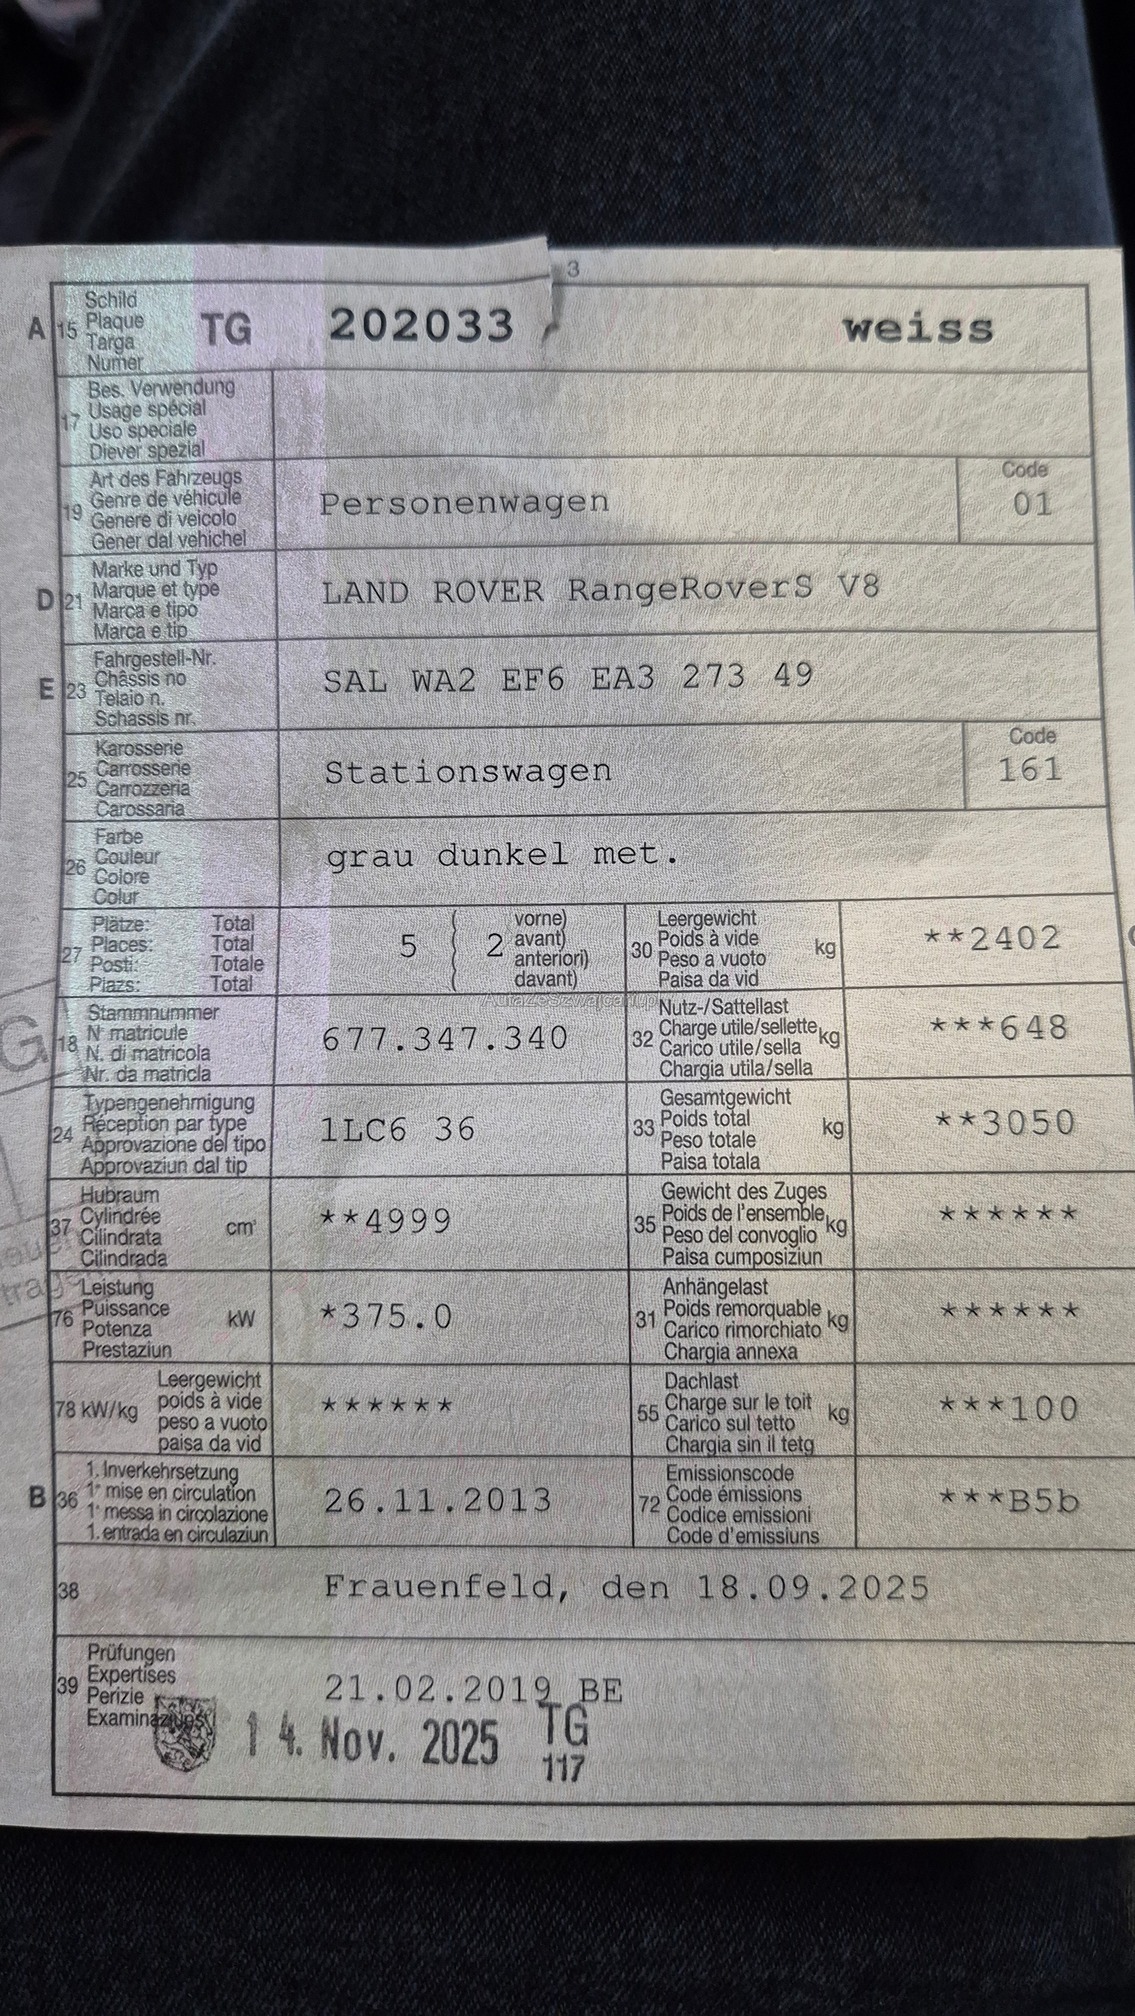 3
A 15 Schild
Plaque
Targa
Numer
TG 202033 weiss
17 Bes. Verwendung
Usage spécial
Uso speciale
Diever spezial
19 Art des Fahrzeugs
Genre de véhicule
Genere di veicolo
Gener dal vehichel
Personenwagen
Code
01
D 21 Marke und Typ
Marque et type
Marca e tipo
Marca e tip
LAND ROVER RangeRoverS V8
E 23 Fahrgestell-Nr.
Châssis no
Telaio n.
Schassis nr.
SAL WA2 EF6 EA3 273 49
25 Karosserie
Carrosserie
Carrozzeria
Carossaria
Stationswagen
Code
161
26 Farbe
Couleur
Colore
Colur
grau dunkel met.
27 Plätze: Total
Places: Total
Posti: Totale
Plazs: Total
5 ( 2 vorne)
avant)
anteriori)
davant)
30 Leergewicht
Poids à vide
Peso a vuoto
Paisa da vid
kg
**2402
18 Stammnummer
N° matricule
N. di matricola
Nr. da matricla
677.347.340
32 Nutz-/Sattellast
Charge utile/sellette
Carico utile/sella
Chargia utila/sella
kg
***648
24 Typengenehmigung
Réception par type
Approvazione del tipo
Approvaziun dal tip
1LC6 36
33 Gesamtgewicht
Poids total
Peso totale
Paisa totala
kg
**3050
37 Hubraum
Cylindrée
Cilindrata
Cilindrada
cm³
**4999
35 Gewicht des Zuges
Poids de l'ensemble
Peso del convoglio
Paisa cumposiziun
kg
******
76 Leistung
Puissance
Potenza
Prestaziun
kW
*375.0
31 Anhängelast
Poids remorquable
Carico rimorchiato
Chargia annexa
kg
******
78 kW/kg Leergewicht
poids à vide
peso a vuoto
paisa da vid
******
55 Dachlast
Charge sur le toit
Carico sul tetto
Chargia sin il tetg
kg
***100
B 36 1. Inverkehrsetzung
1e mise en circulation
1a messa in circolazione
1. entrada en circulaziun
26.11.2013
72 Emissionscode
Code émissions
Codice emissioni
Code d'emissiuns
***B5b
38 Frauenfeld, den 18.09.2025
39 Prüfungen
Expertises
Perizie
Examinaziuns
21.02.2019 BE
14. Nov. 2025 TG
117